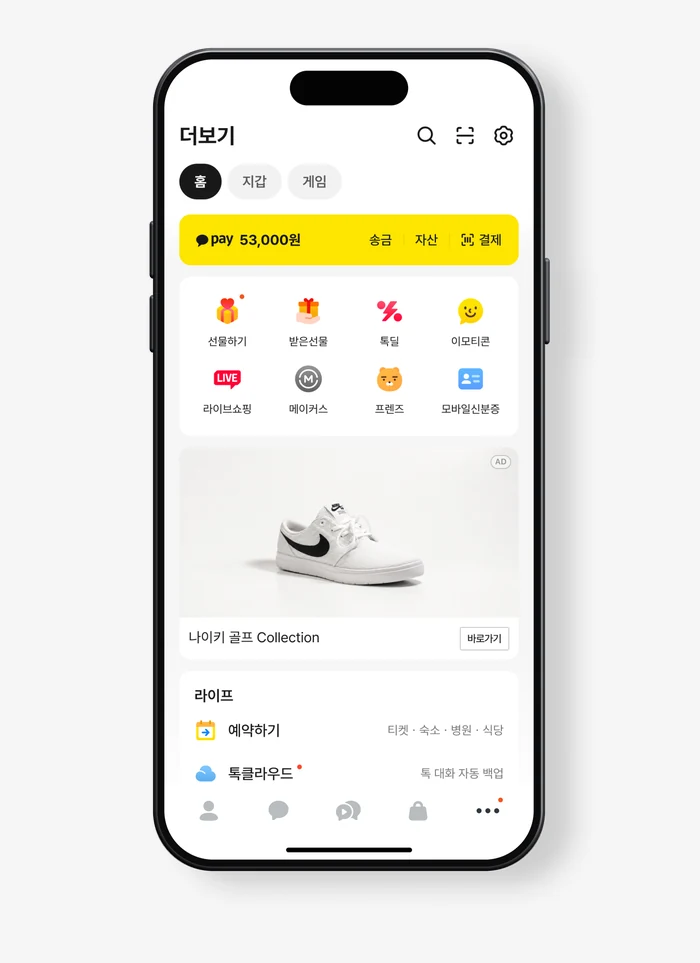 더보기
홈 지갑 게임
pay 53,000원 송금 자산 결제
선물하기 받은선물 톡딜 이모티콘
LIVE M
라이브쇼핑 메이커스 프렌즈 모바일신분증
AD
나이키 골프 Collection 바로가기
라이프
예약하기 티켓 · 숙소 · 병원 · 식당
톡클라우드 톡 대화 자동 백업